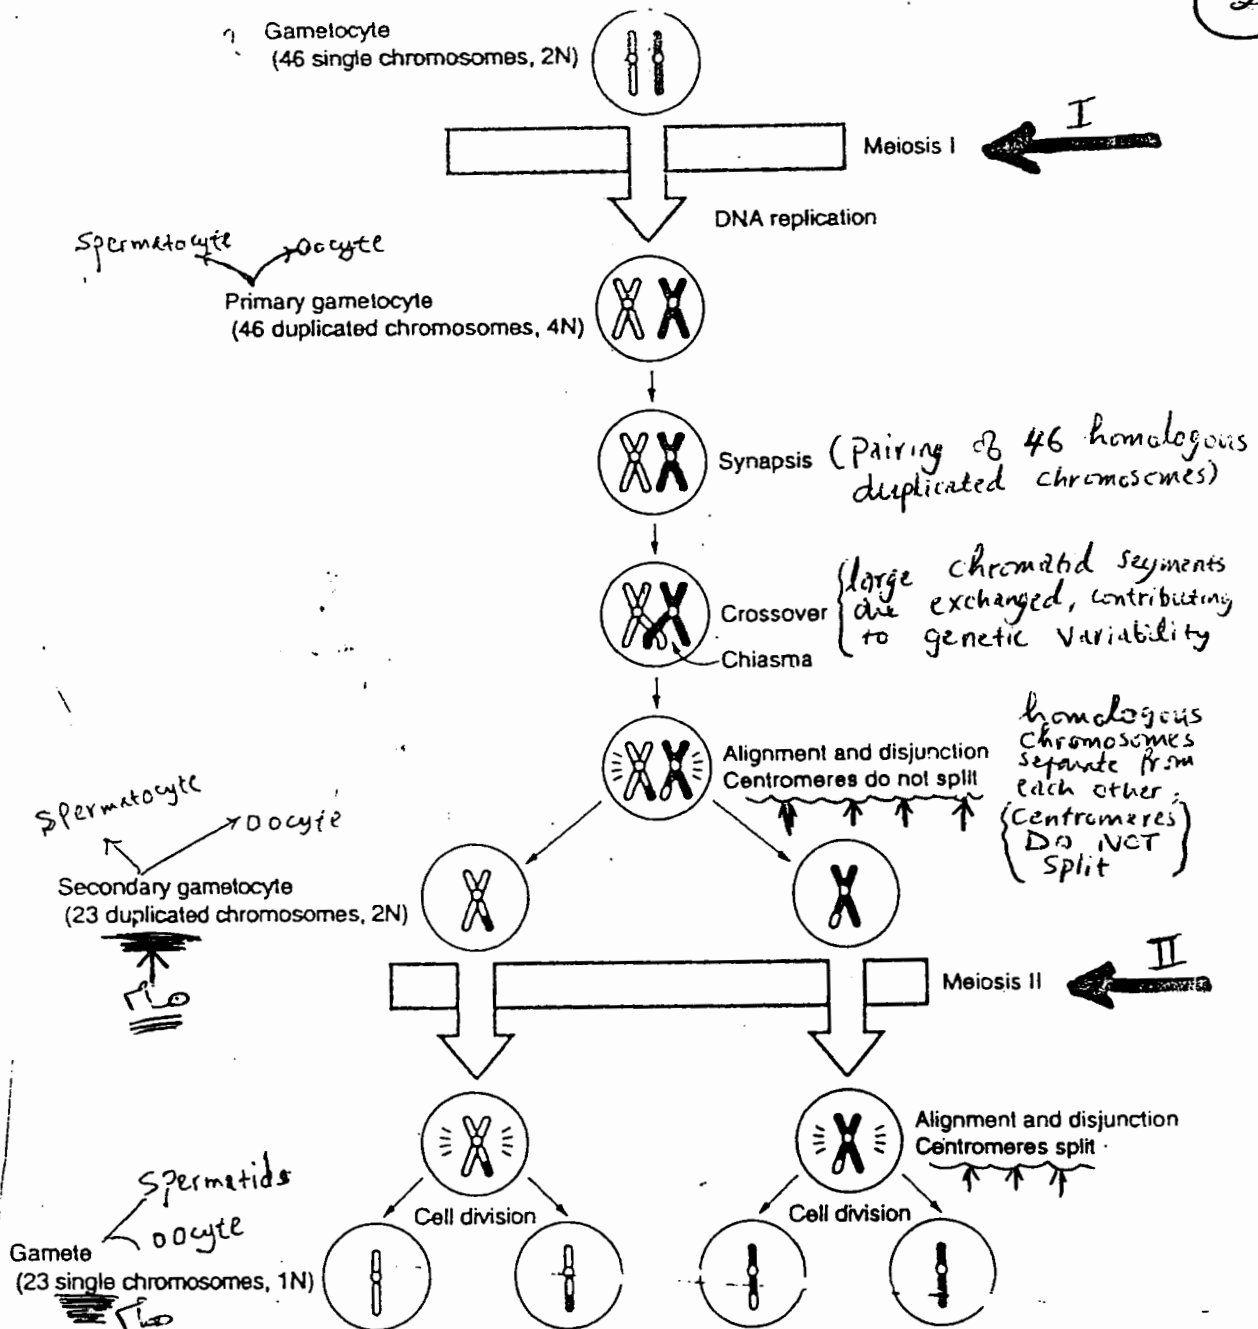 ? Gametocyte
(46 single chromosomes, 2N)
Meiosis I
I
DNA replication
Spermatocyte
Oocyte
Primary gametocyte
(46 duplicated chromosomes, 4N)
Synapsis
(Pairing of 46 homologous
duplicated chromosomes)
Crossover
Chiasma
large chromatid segments
are exchanged, contributing
to genetic variability
Alignment and disjunction
Centromeres do not split
homologous
chromosomes
separate from
each other.
(Centromeres
DO NOT
Split)
Spermatocyte
Oocyte
Secondary gametocyte
(23 duplicated chromosomes, 2N)
Meiosis II
II
Alignment and disjunction
Centromeres split
Cell division
Cell division
Spermatids
Oocyte
Gamete
(23 single chromosomes, 1N)